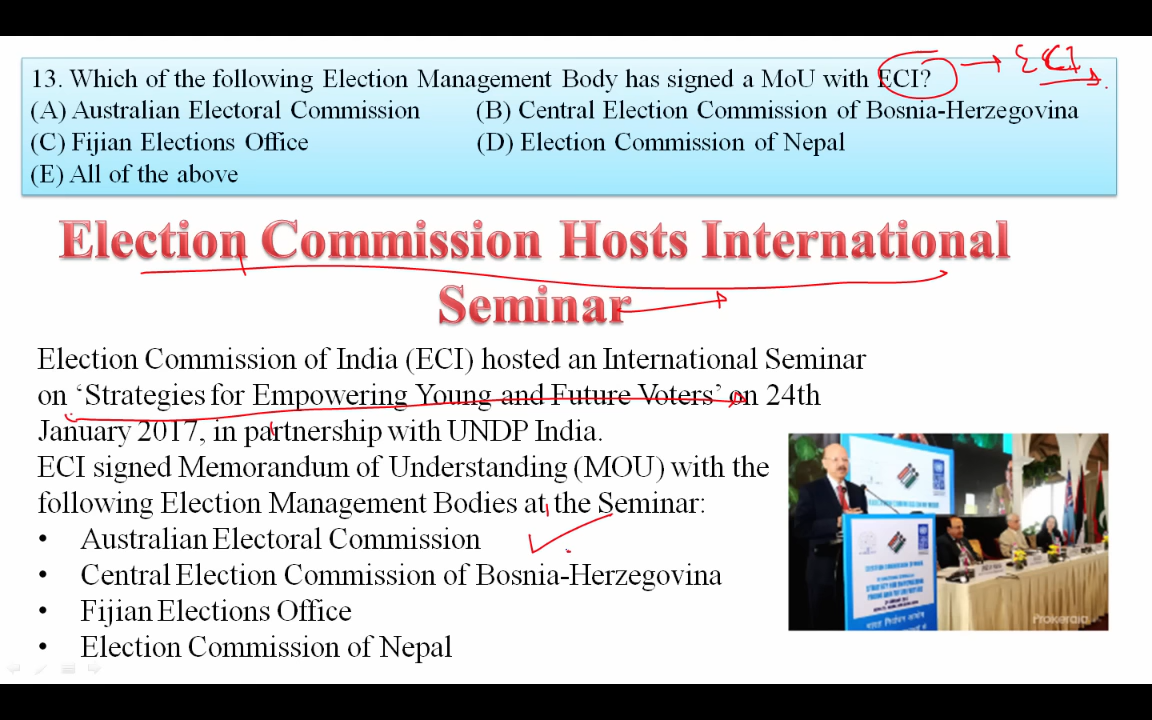 13. Which of the following Election Management Body has signed a MoU with ECI?
ECI
(A) Australian Electoral Commission (B) Central Election Commission of Bosnia-Herzegovina
(C) Fijian Elections Office (D) Election Commission of Nepal
(E) All of the above
Election Commission Hosts International
Seminar
Election Commission of India (ECI) hosted an International Seminar
on ‘Strategies for Empowering Young and Future Voters’ on 24th
January 2017, in partnership with UNDP India.
ECI signed Memorandum of Understanding (MOU) with the
following Election Management Bodies at the Seminar:
• Australian Electoral Commission
• Central Election Commission of Bosnia-Herzegovina
• Fijian Elections Office
• Election Commission of Nepal
भारत निर्वाचन आयोग
Prokerala